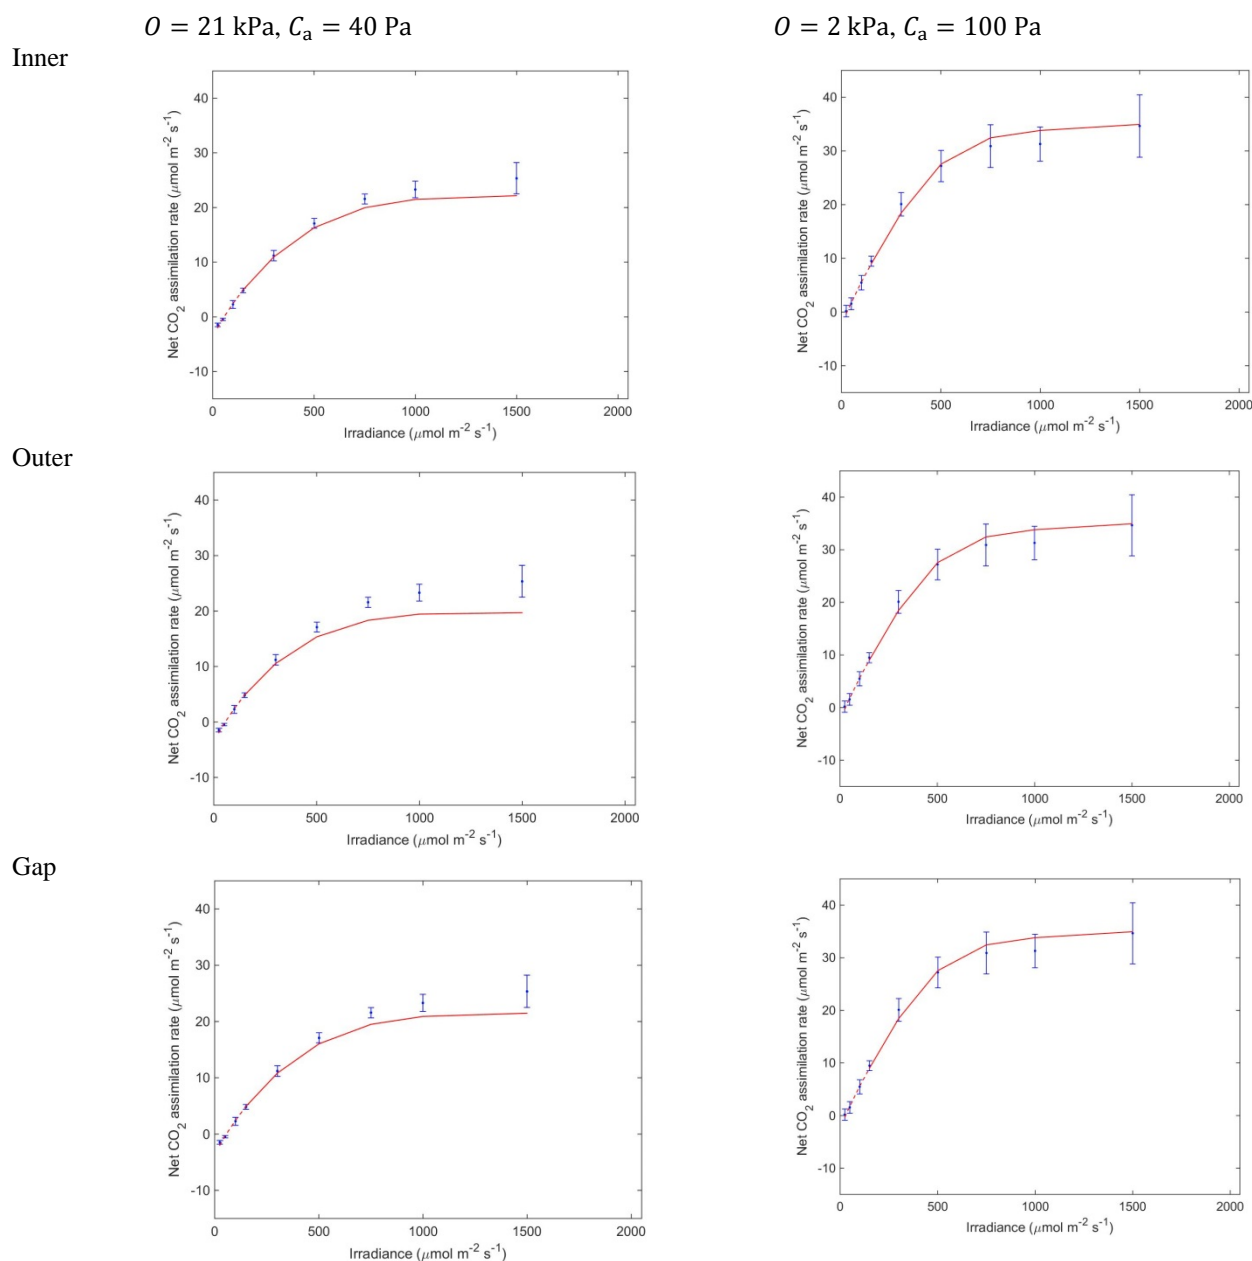 O = 21 kPa, Cₐ = 40 Pa
O = 2 kPa, Cₐ = 100 Pa
Inner
Net CO₂ assimilation rate (μmol m⁻² s⁻¹)
40
30
20
10
0
-10
0 500 1000 1500 2000
Irradiance (μmol m⁻² s⁻¹)
Net CO₂ assimilation rate (μmol m⁻² s⁻¹)
40
30
20
10
0
-10
0 500 1000 1500 2000
Irradiance (μmol m⁻² s⁻¹)
Outer
Net CO₂ assimilation rate (μmol m⁻² s⁻¹)
40
30
20
10
0
-10
0 500 1000 1500 2000
Irradiance (μmol m⁻² s⁻¹)
Net CO₂ assimilation rate (μmol m⁻² s⁻¹)
40
30
20
10
0
-10
0 500 1000 1500 2000
Irradiance (μmol m⁻² s⁻¹)
Gap
Net CO₂ assimilation rate (μmol m⁻² s⁻¹)
40
30
20
10
0
-10
0 500 1000 1500 2000
Irradiance (μmol m⁻² s⁻¹)
Net CO₂ assimilation rate (μmol m⁻² s⁻¹)
40
30
20
10
0
-10
0 500 1000 1500 2000
Irradiance (μmol m⁻² s⁻¹)